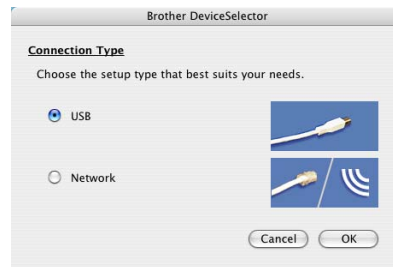 Brother DeviceSelector
Connection Type
Choose the setup type that best suits your needs.
USB
Network
Cancel
OK